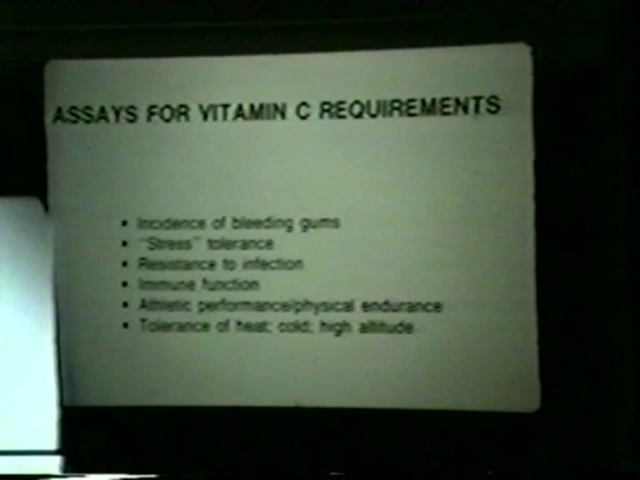 ASSAYS FOR VITAMIN C REQUIREMENTS
• Incidence of bleeding gums
• "Stress" tolerance
• Resistance to infection
• Immune function
• Athletic performance/physical endurance
• Tolerance of heat; cold; high altitude